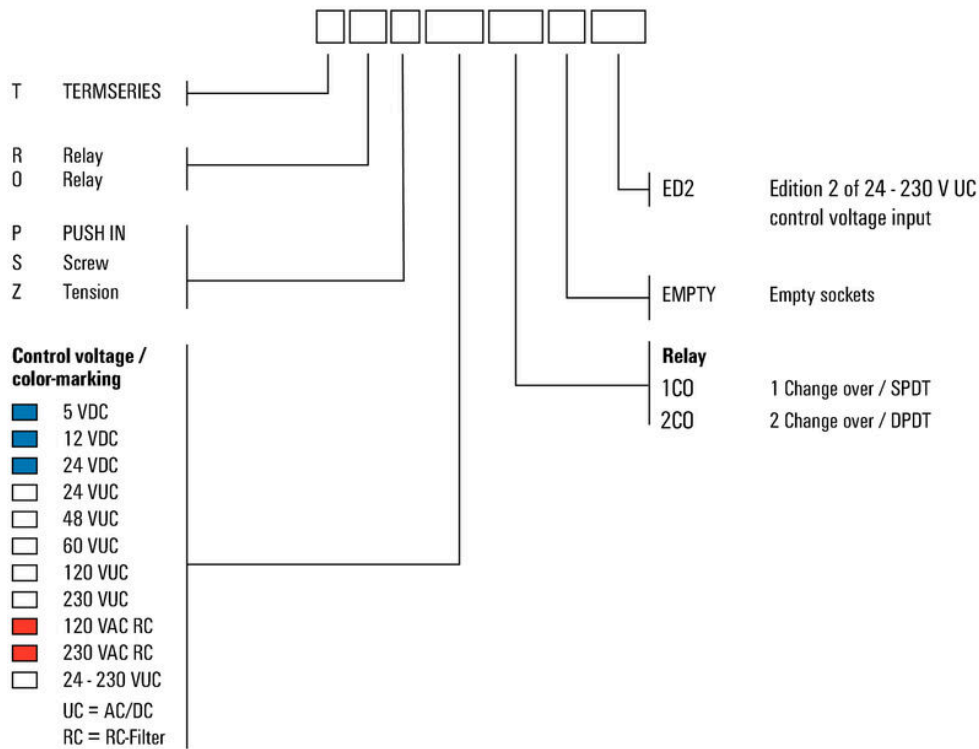 T TERMSERIES
R Relay
O Relay
P PUSH IN
S Screw
Z Tension
Control voltage /
color-marking
5 VDC
12 VDC
24 VDC
24 VUC
48 VUC
60 VUC
120 VUC
230 VUC
120 VAC RC
230 VAC RC
24 - 230 VUC
UC = AC/DC
RC = RC-Filter
ED2 Edition 2 of 24 - 230 V UC
control voltage input
EMPTY Empty sockets
Relay
1CO 1 Change over / SPDT
2CO 2 Change over / DPDT